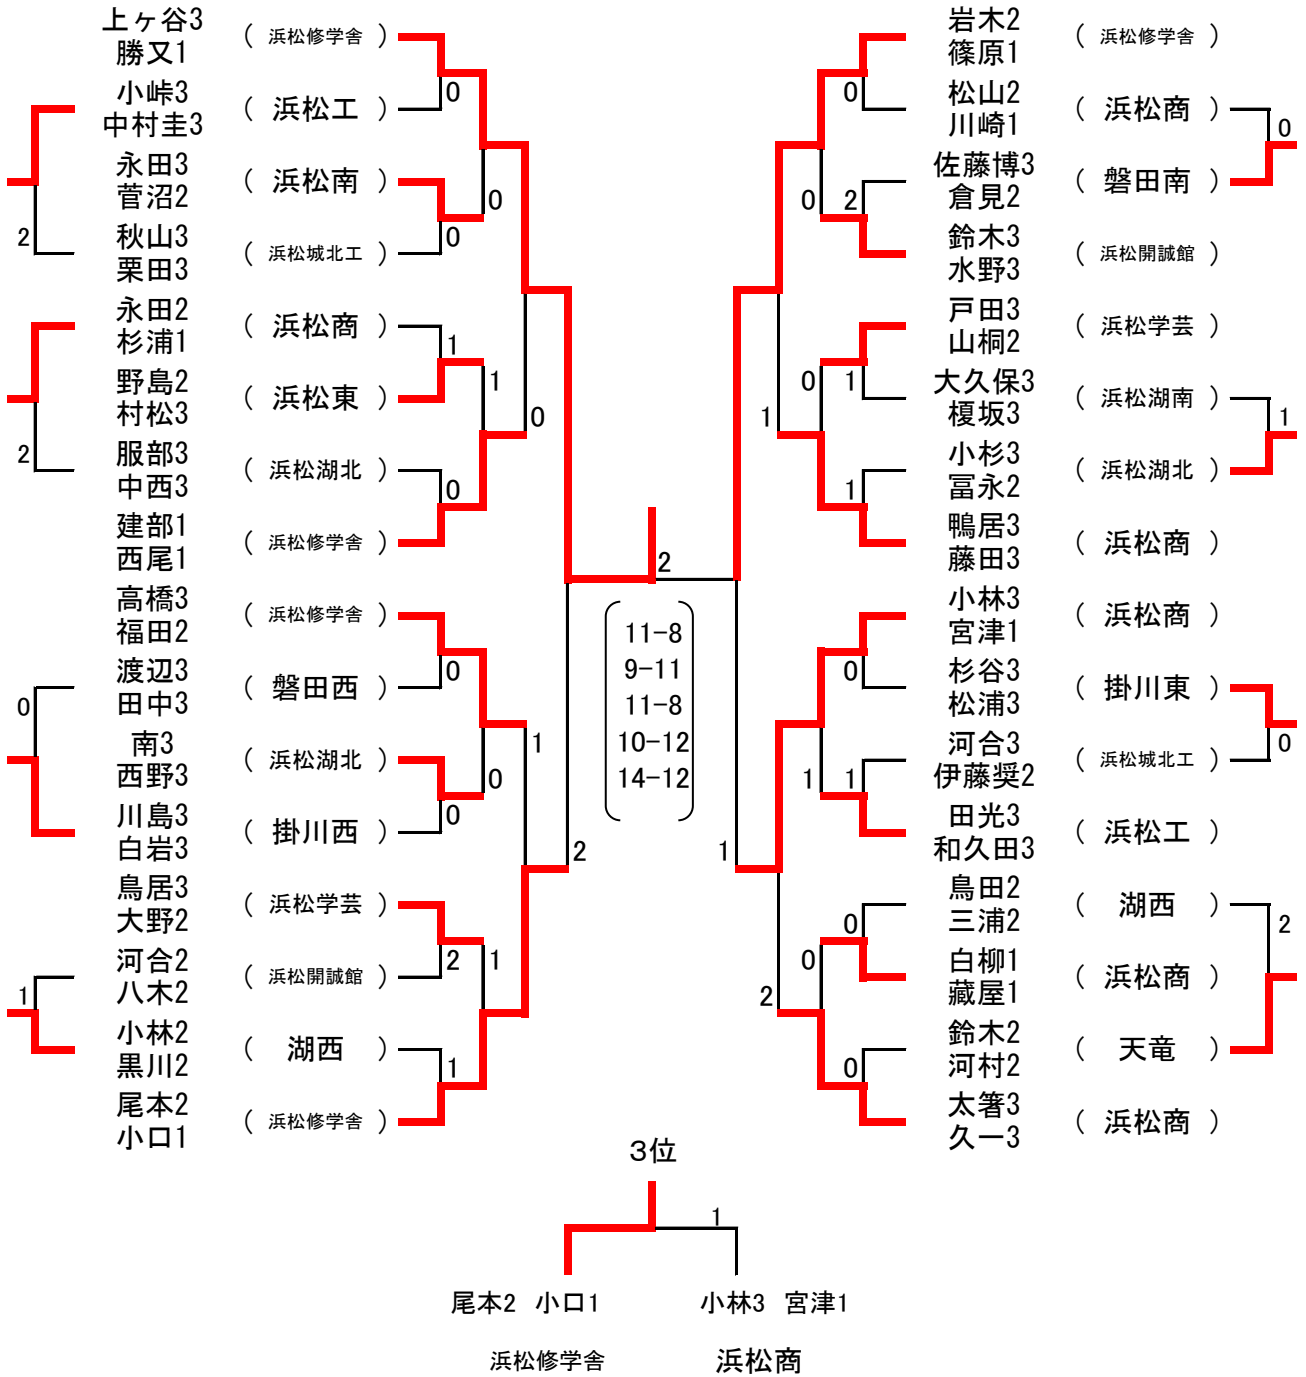 上ヶ谷3
勝又1
( 浜松修学舎 )
0
小峠3
中村圭3
( 浜松工 )
永田3
菅沼2
( 浜松南 )
0
2
秋山3
栗田3
( 浜松城北工 )
0
永田2
杉浦1
( 浜松商 )
1
野島2
村松3
( 浜松東 )
1
0
2
服部3
中西3
( 浜松湖北 )
0
建部1
西尾1
( 浜松修学舎 )
高橋3
福田2
( 浜松修学舎 )
0
0
渡辺3
田中3
( 磐田西 )
南3
西野3
( 浜松湖北 )
0
1
川島3
白岩3
( 掛川西 )
0
2
鳥居3
大野2
( 浜松学芸 )
2
1
1
河合2
八木2
( 浜松開誠館 )
小林2
黒川2
( 湖西 )
1
尾本2
小口1
( 浜松修学舎 )
2
11-8
9-11
11-8
10-12
14-12
岩木2
篠原1
( 浜松修学舎 )
0
松山2
川崎1
( 浜松商 )
0
佐藤博3
倉見2
( 磐田南 )
0
2
鈴木3
水野3
( 浜松開誠館 )
戸田3
山桐2
( 浜松学芸 )
0
1
大久保3
榎坂3
( 浜松湖南 )
1
1
小杉3
冨永2
( 浜松湖北 )
1
鴨居3
藤田3
( 浜松商 )
小林3
宮津1
( 浜松商 )
0
杉谷3
松浦3
( 掛川東 )
0
河合3
伊藤奨2
( 浜松城北工 )
1
1
田光3
和久田3
( 浜松工 )
1
鳥田2
三浦2
( 湖西 )
2
0
0
白柳1
藏屋1
( 浜松商 )
2
鈴木2
河村2
( 天竜 )
0
太箸3
久一3
( 浜松商 )
3位
1
尾本2 小口1
小林3 宮津1
浜松修学舎
浜松商